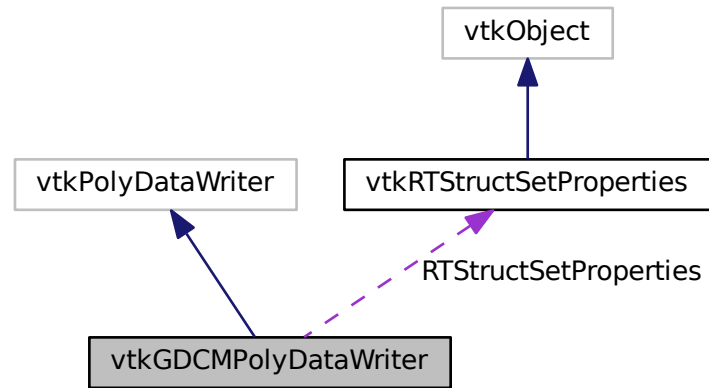 vtkObject
vtkPolyDataWriter
vtkRTStructSetProperties
RTStructSetProperties
vtkGDCMPolyDataWriter